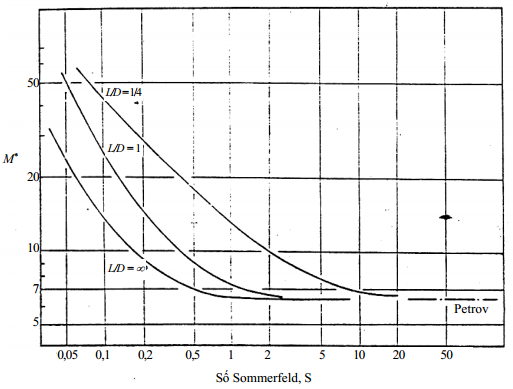 50
L/D=1/4
L/D=1
M*
20
10
L/D=∞
7
Petrov
5
0,05 0,1 0,2 0,5 1 2 5 10 20 50
Số Sommerfeld, S